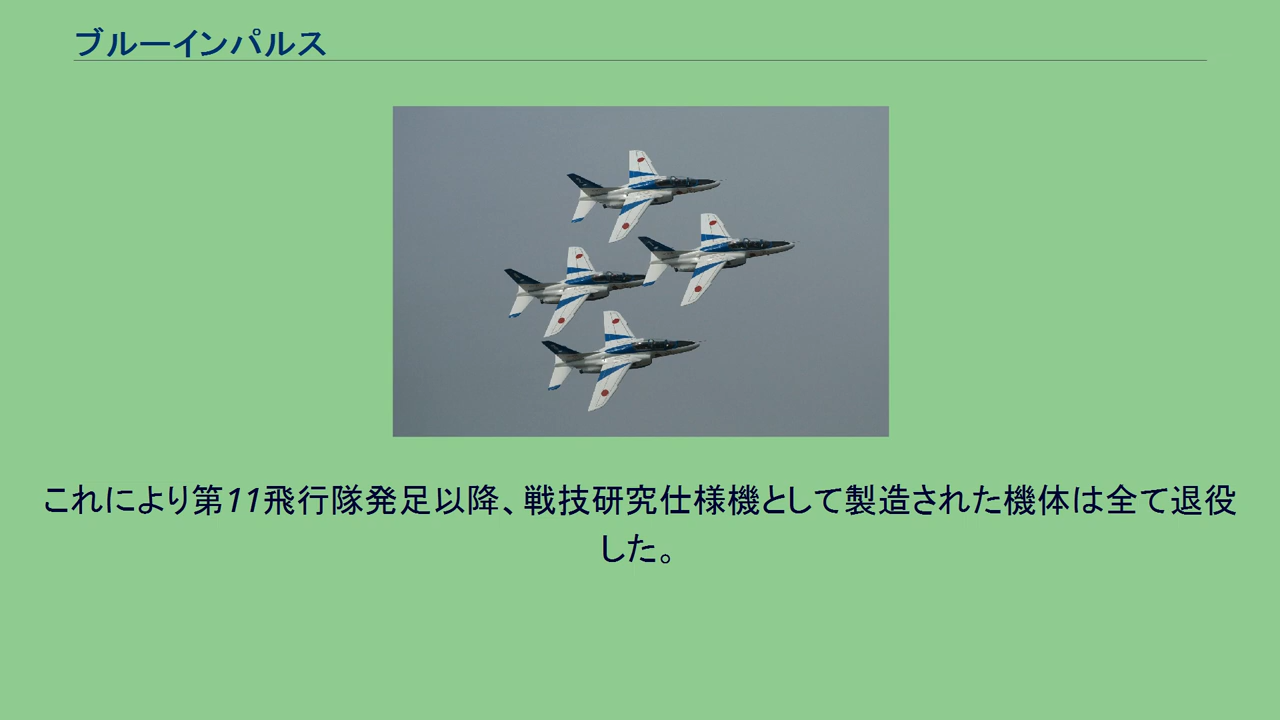 ブルーインパルス
これにより第11飛行隊発足以降、戦技研究仕様機として製造された機体は全て退役
した。